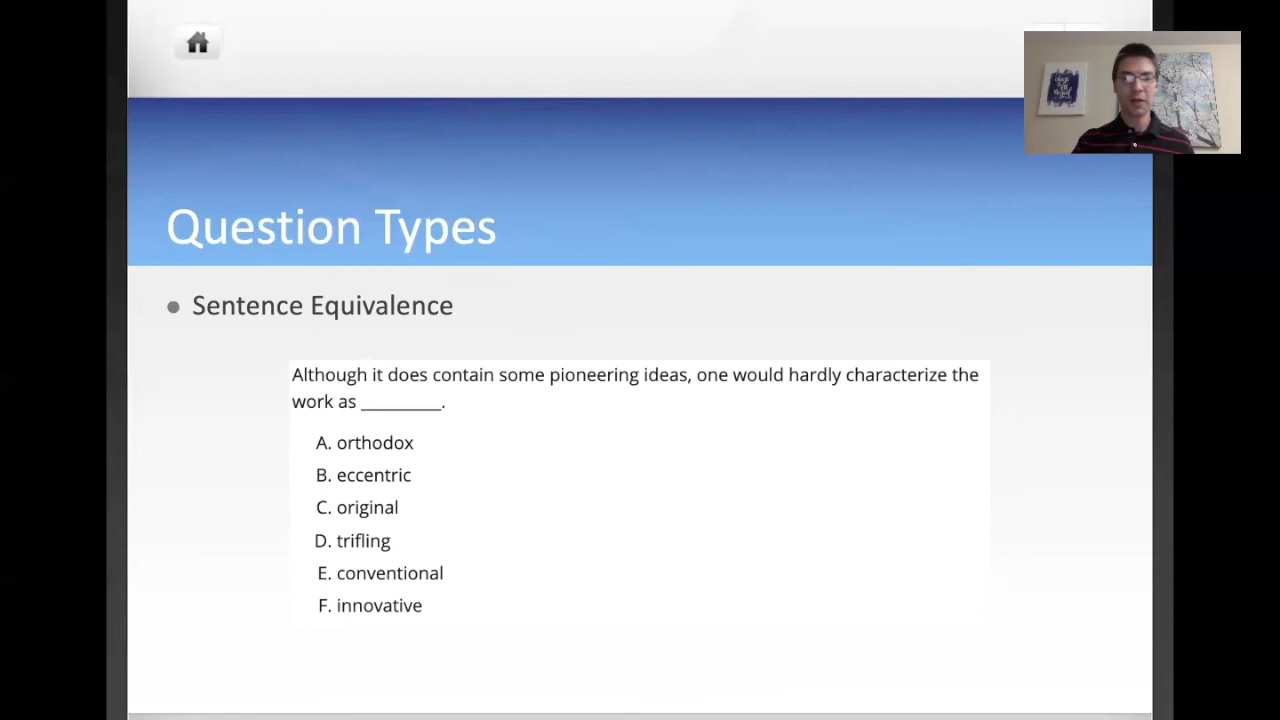 Question Types
Sentence Equivalence
Although it does contain some pioneering ideas, one would hardly characterize the
work as _________.
A. orthodox
B. eccentric
C. original
D. trifling
E. conventional
F. innovative